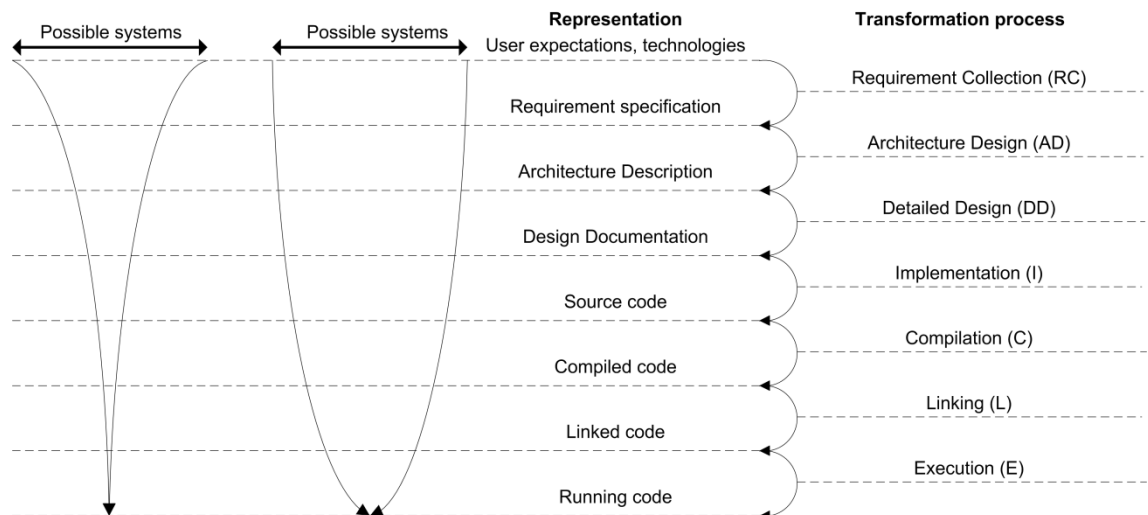 Possible systems
Possible systems
Representation
Transformation process
User expectations, technologies
Requirement Collection (RC)
Requirement specification
Architecture Design (AD)
Architecture Description
Detailed Design (DD)
Design Documentation
Implementation (I)
Source code
Compilation (C)
Compiled code
Linking (L)
Linked code
Execution (E)
Running code